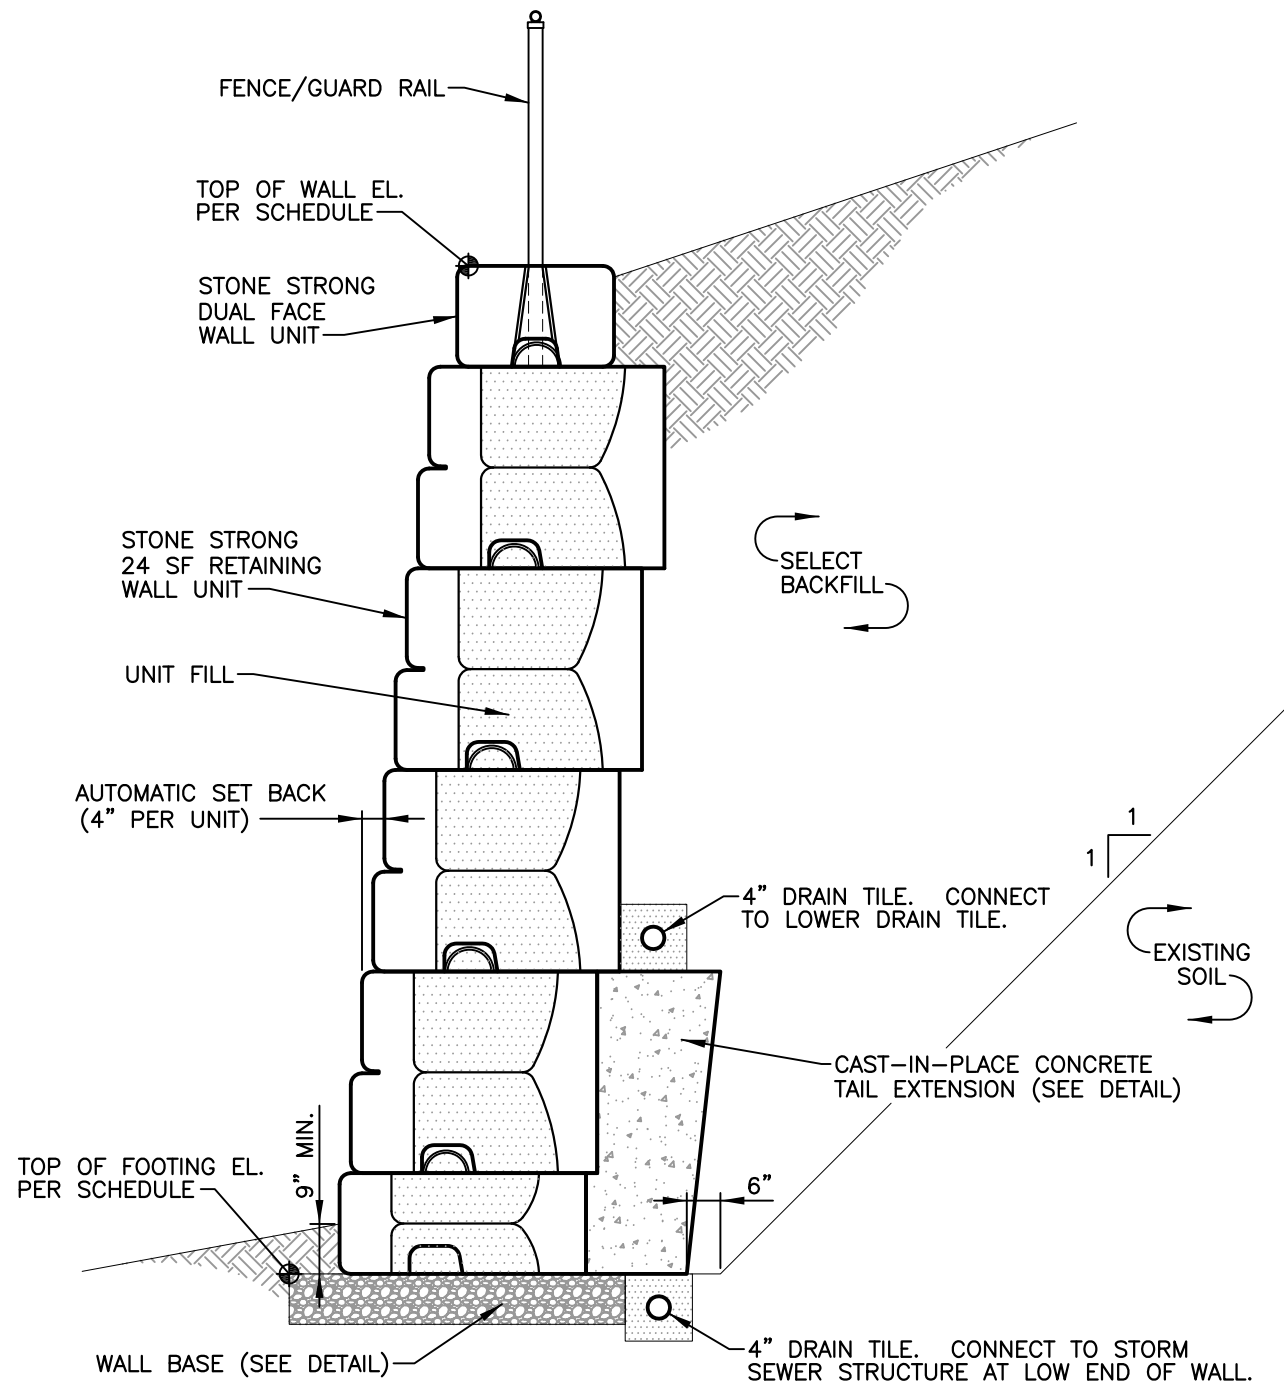 FENCE/GUARD RAIL
TOP OF WALL EL.
PER SCHEDULE
STONE STRONG
DUAL FACE
WALL UNIT
STONE STRONG
24 SF RETAINING
WALL UNIT
SELECT
BACKFILL
UNIT FILL
AUTOMATIC SET BACK
(4” PER UNIT)
1
1
4” DRAIN TILE. CONNECT
TO LOWER DRAIN TILE.
EXISTING
SOIL
CAST-IN-PLACE CONCRETE
TAIL EXTENSION (SEE DETAIL)
9” MIN.
TOP OF FOOTING EL.
PER SCHEDULE
6”
WALL BASE (SEE DETAIL)
4” DRAIN TILE. CONNECT TO STORM
SEWER STRUCTURE AT LOW END OF WALL.